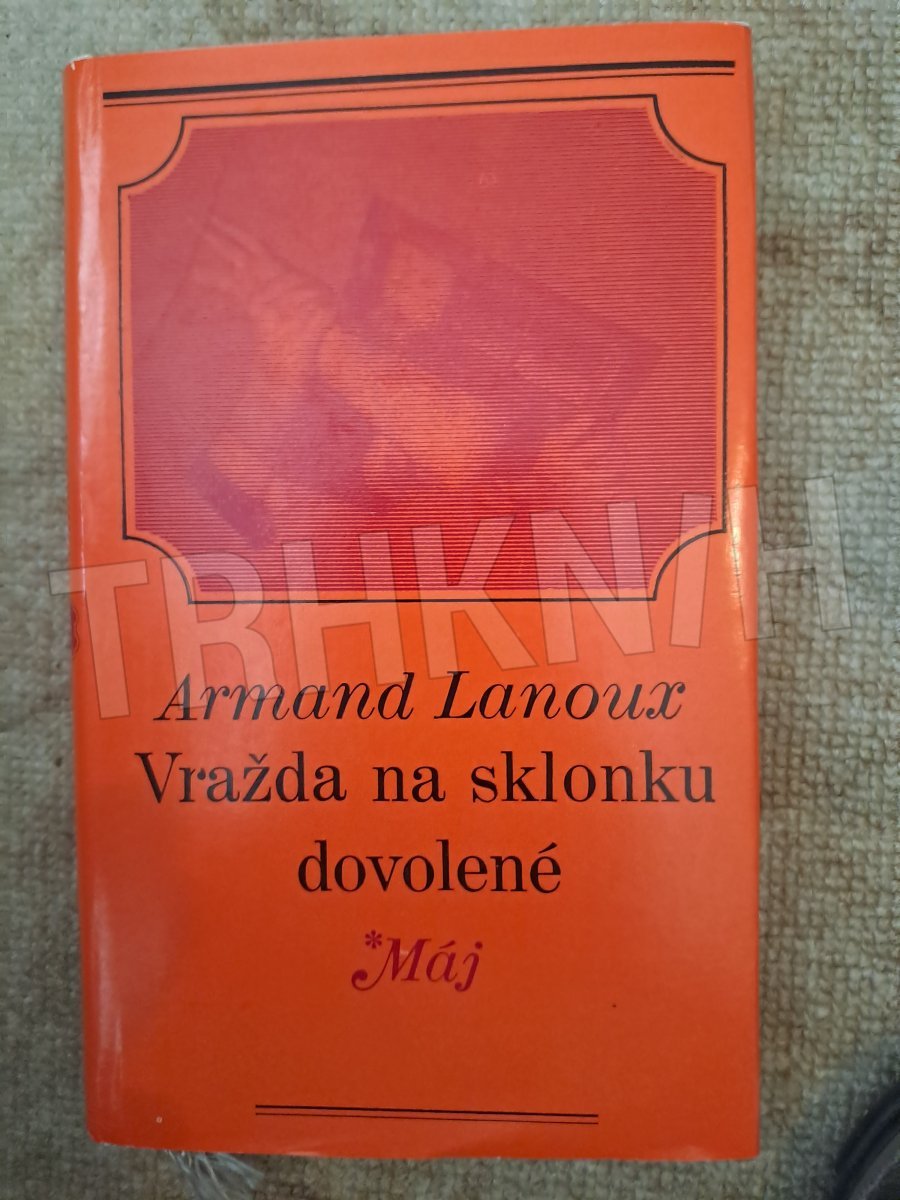 TRHKNIH
Armand Lanoux
Vražda na sklonku
dovolené
*Máj